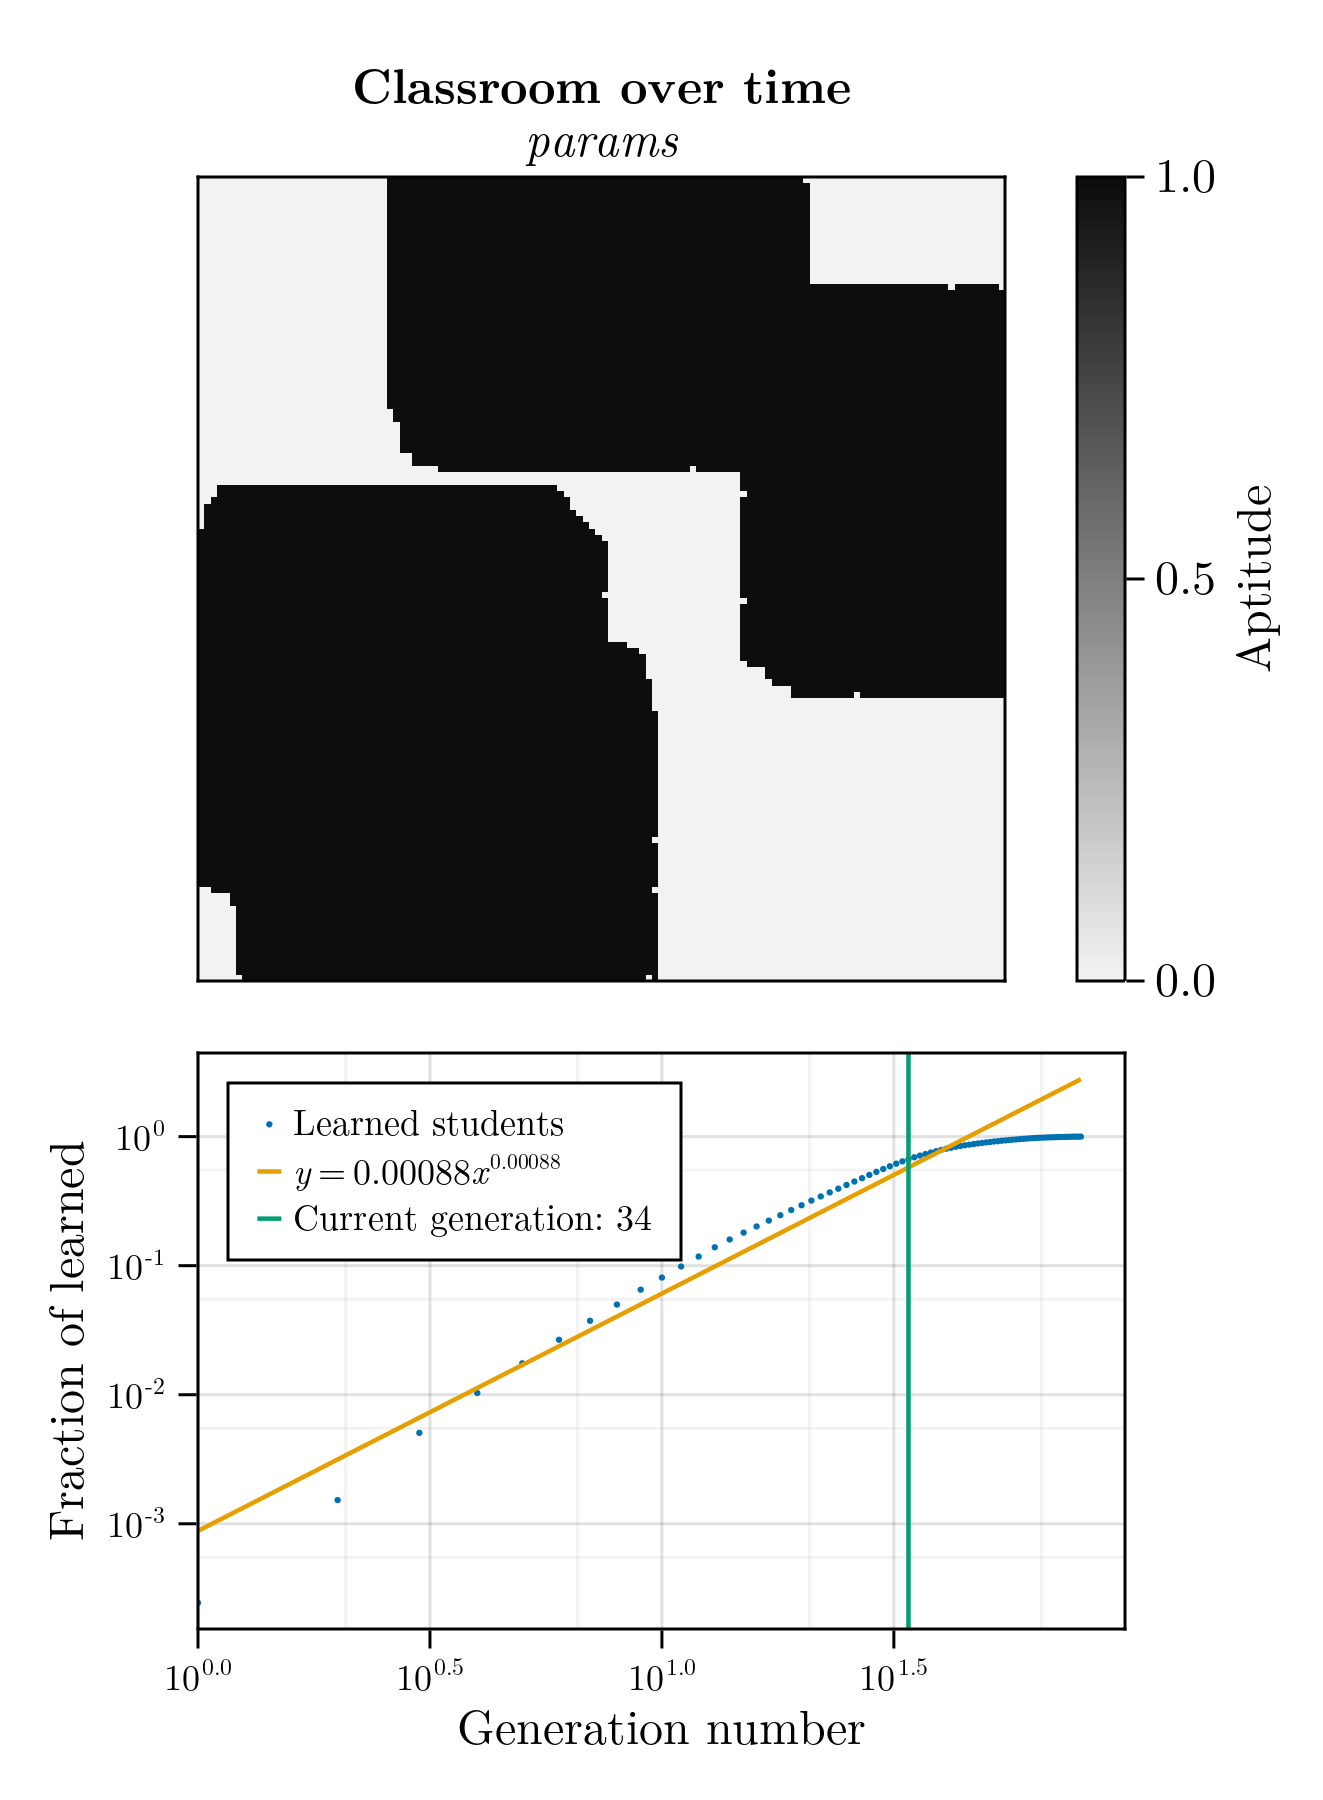 Classroom over time
params
1.0
0.5
0.0
Aptitude
Learned students
y = 0.00088x^0.00088
Current generation: 34
10^0
10^-1
10^-2
10^-3
Fraction of learned
10^0.0 10^0.5 10^1.0 10^1.5
Generation number